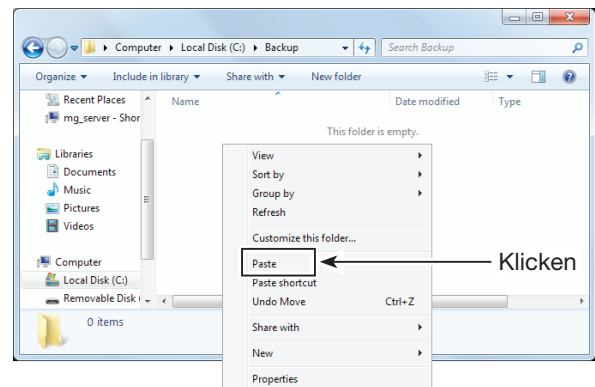 Computer Local Disk (C:) Backup Search Backup
Organize Include in library Share with New folder
Recent Places
mg_server - Shor
Libraries
Documents
Music
Pictures
Videos
Computer
Local Disk (C:)
Removable Disk
Name Date modified Type
This folder is empty.
View
Sort by
Group by
Refresh
Customize this folder...
Paste
Paste shortcut
Undo Move Ctrl+Z
Share with
New
Properties
Klicken
0 items